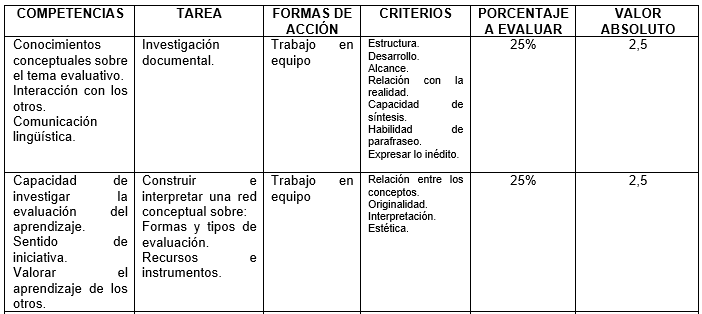 COMPETENCIAS TAREA FORMAS DE ACCIÓN CRITERIOS PORCENTAJE A EVALUAR VALOR ABSOLUTO
Conocimientos
conceptuales sobre
el tema evaluativo.
Interacción con los
otros.
Comunicación
lingüística.
Investigación
documental.
Trabajo en
equipo
Estructura.
Desarrollo.
Alcance.
Relación con la
realidad.
Capacidad de
síntesis.
Habilidad de
parafraseo.
Expresar lo inédito.
25%
2,5
Capacidad de
investigar la
evaluación del
aprendizaje.
Sentido de
iniciativa.
Valorar el
aprendizaje de los
otros.
Construir e
interpretar una red
conceptual sobre:
Formas y tipos de
evaluación.
Recursos e
instrumentos.
Trabajo en
equipo
Relación entre los
conceptos.
Originalidad.
Interpretación.
Estética.
25%
2,5